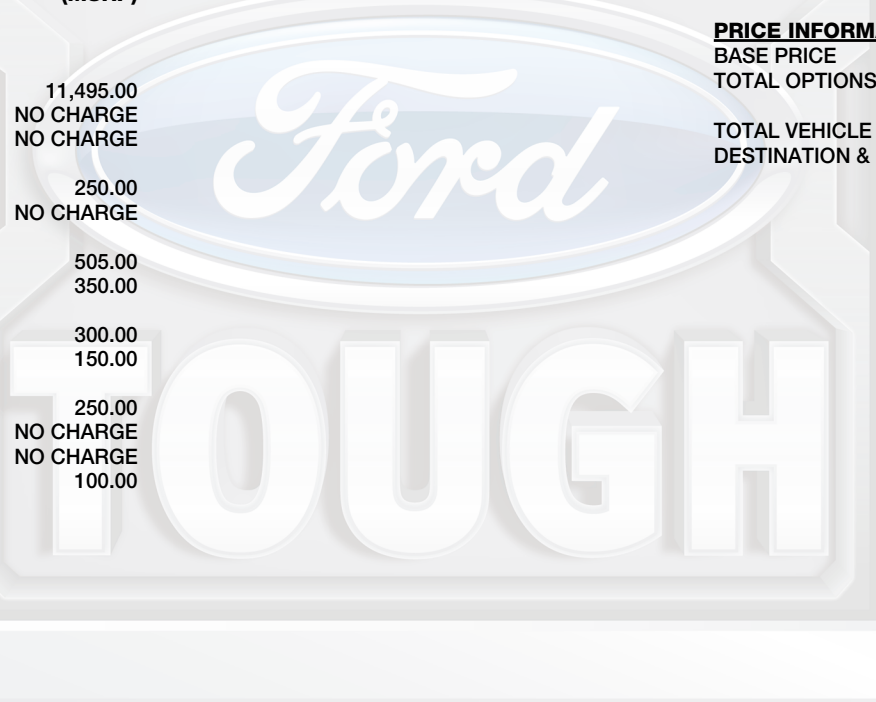 11,495.00
NO CHARGE
NO CHARGE
250.00
NO CHARGE
505.00
350.00
300.00
150.00
250.00
NO CHARGE
NO CHARGE
100.00
PRICE INFORM
BASE PRICE
TOTAL OPTIONS
TOTAL VEHICLE
DESTINATION &
Ford
TOUGH